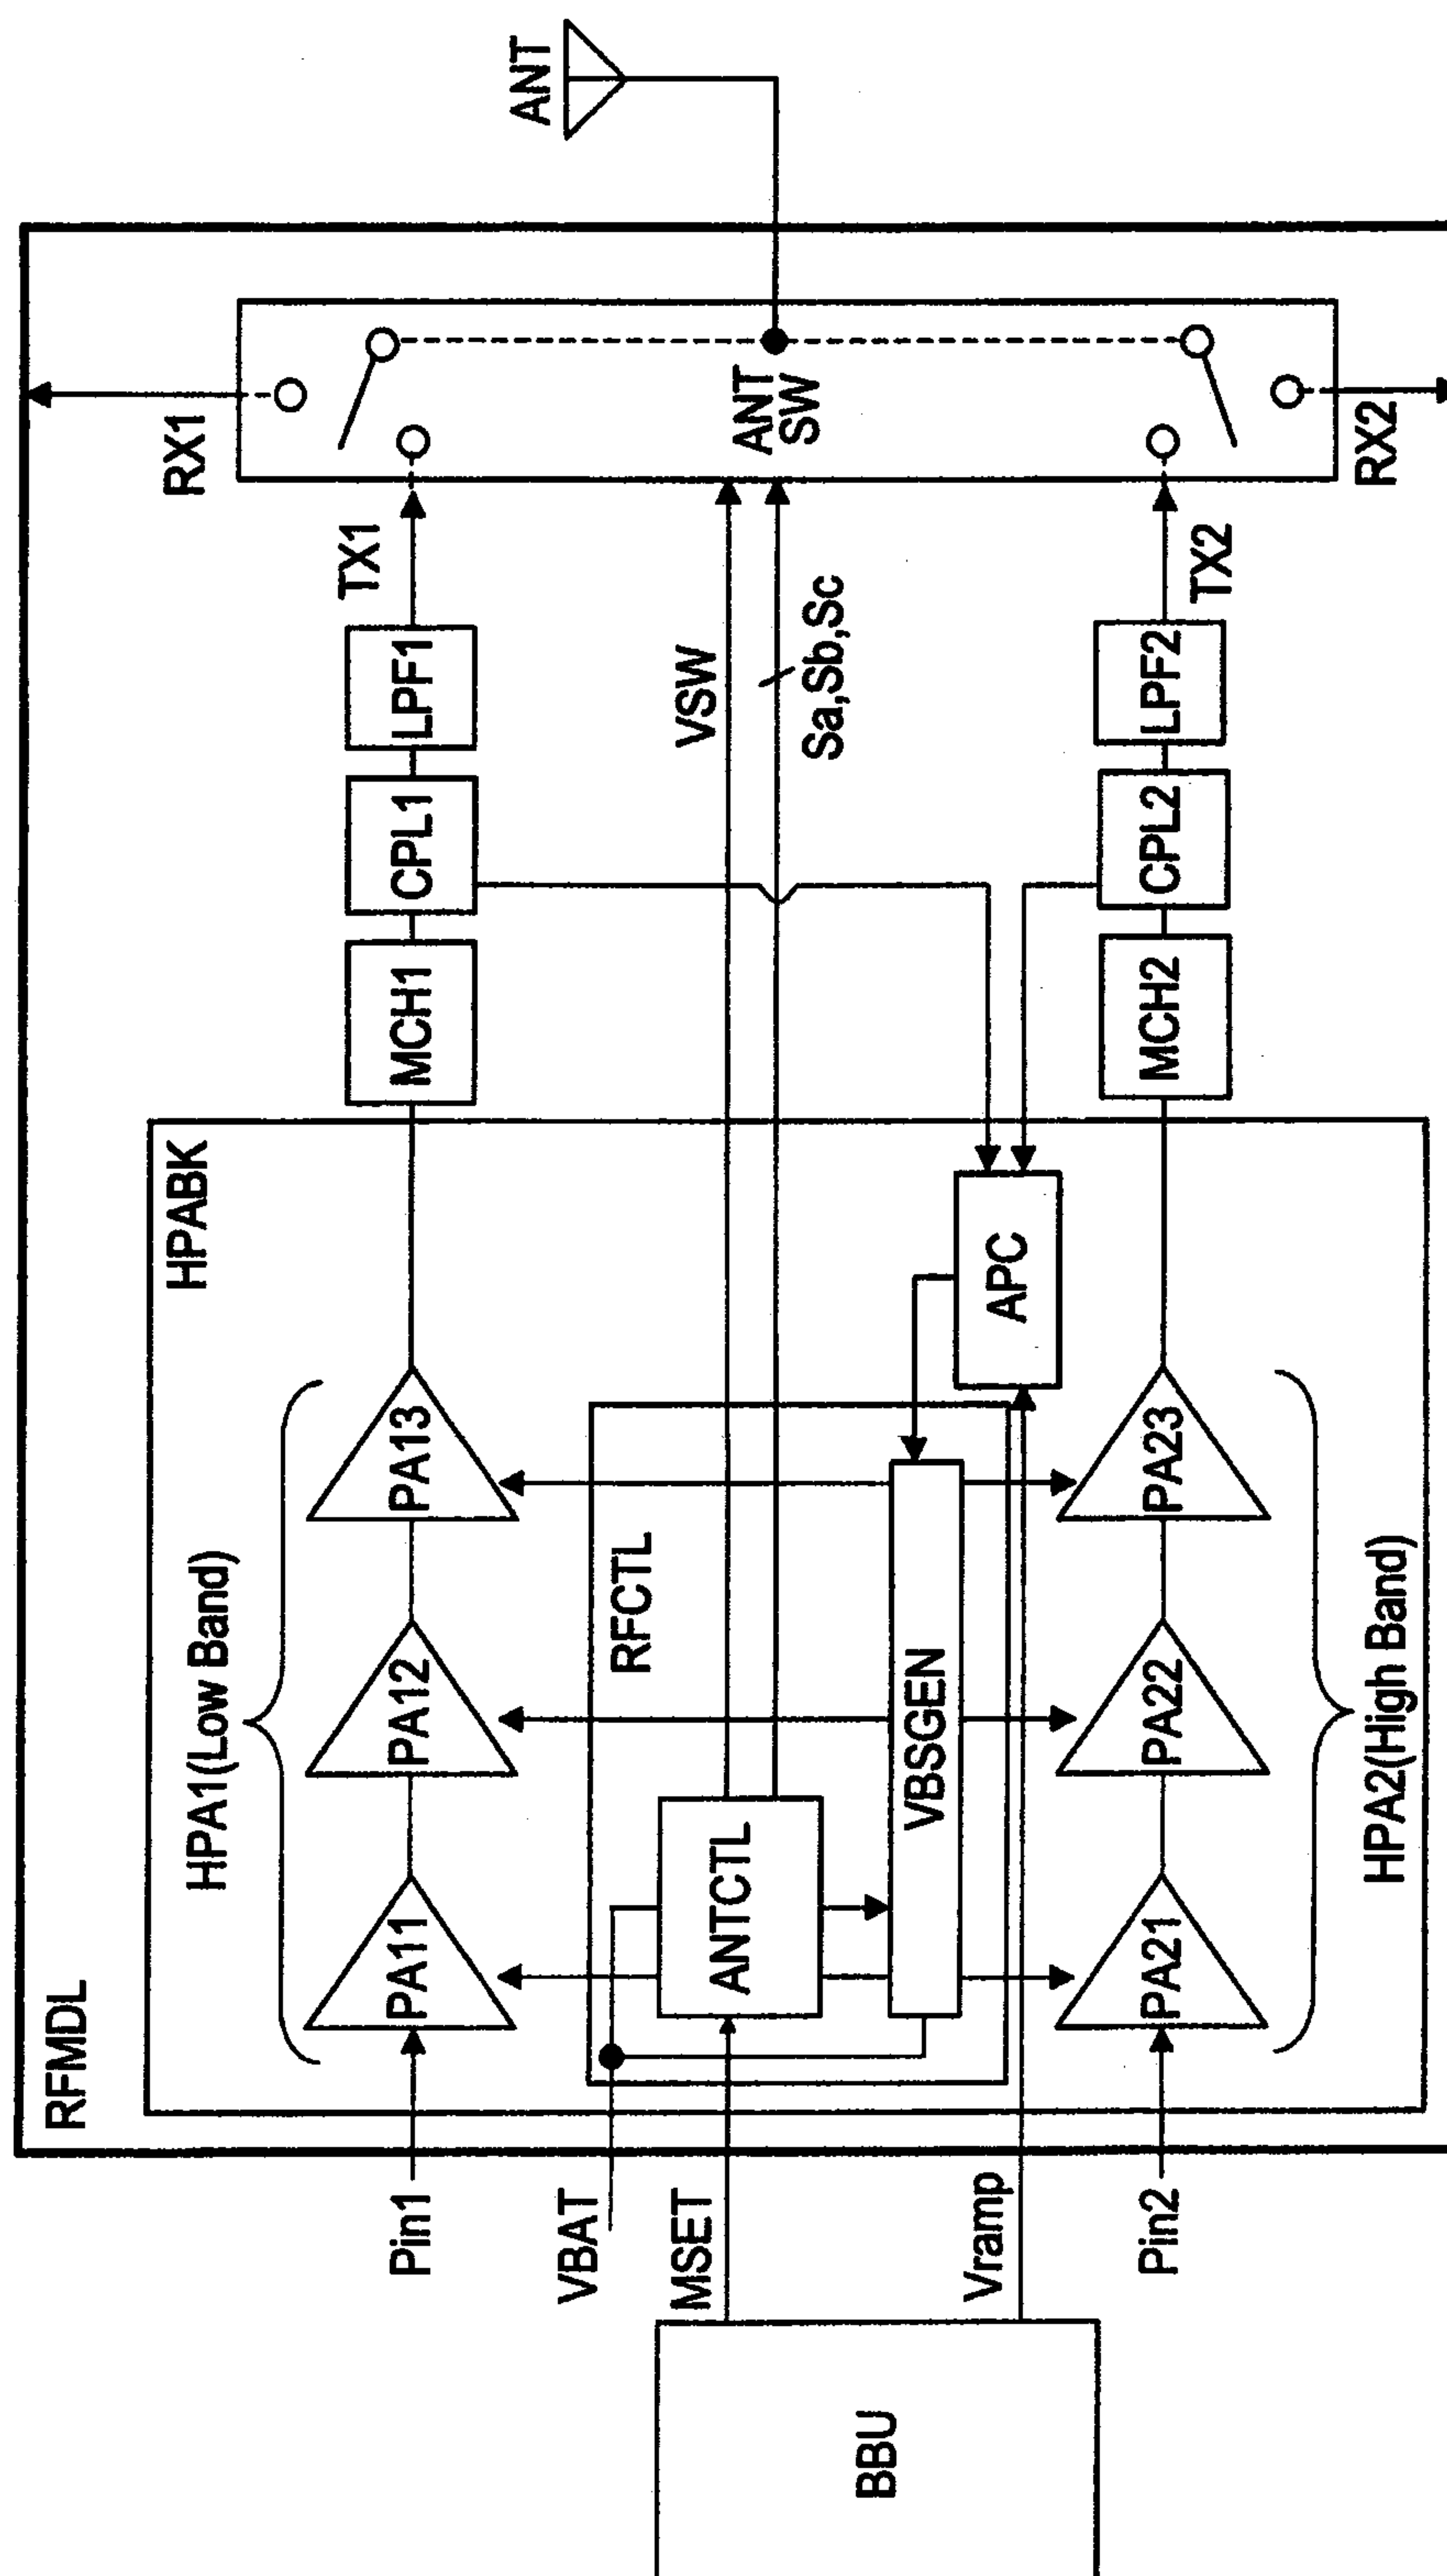 RFMDL
HPABK
HPA1(Low Band)
Pin1
PA11
PA12
PA13
MCH1
CPL1
LPF1
TX1
RX1
ANT
VBAT
RFCTL
MSET
ANTCTL
VSW
Sa,Sb,Sc
ANT
SW
BBU
VBSGEN
Vramp
APC
Pin2
PA21
PA22
PA23
MCH2
CPL2
LPF2
TX2
RX2
HPA2(High Band)